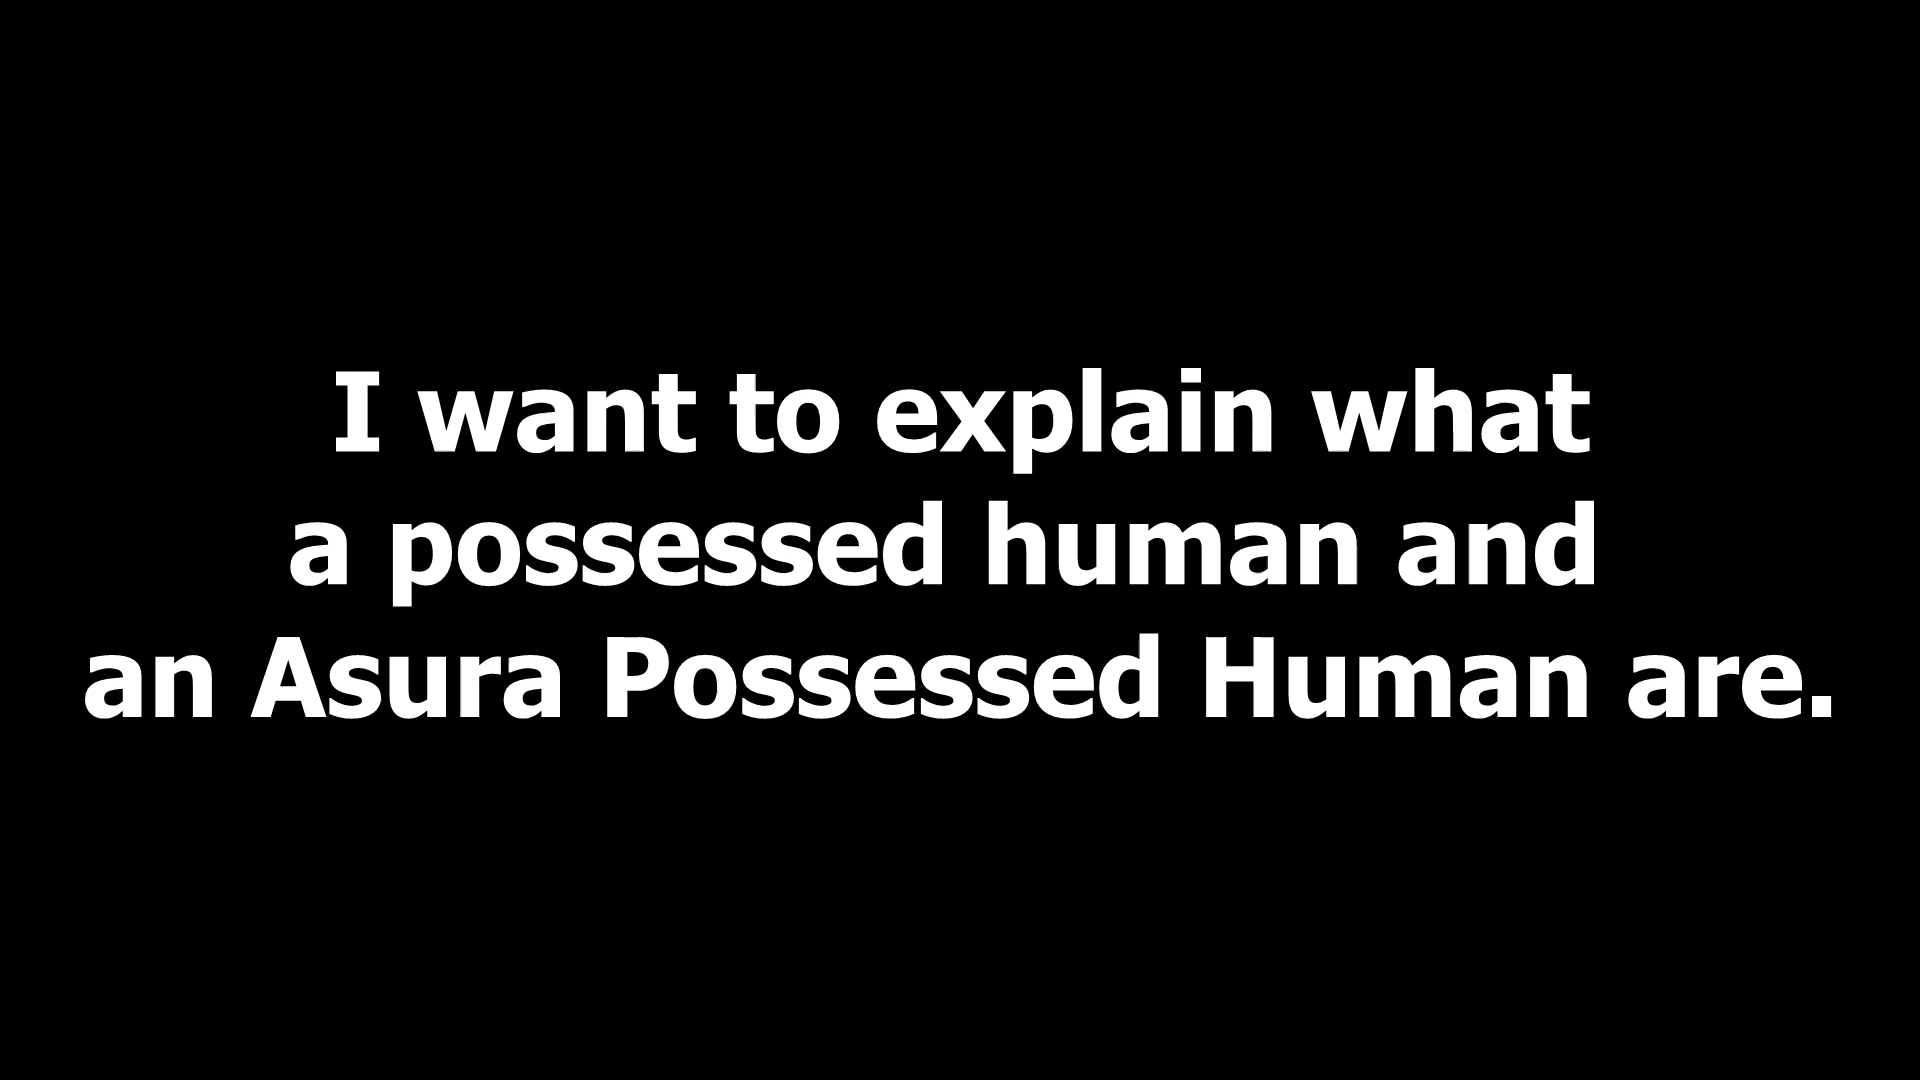 I want to explain what
a possessed human and
an Asura Possessed Human are.